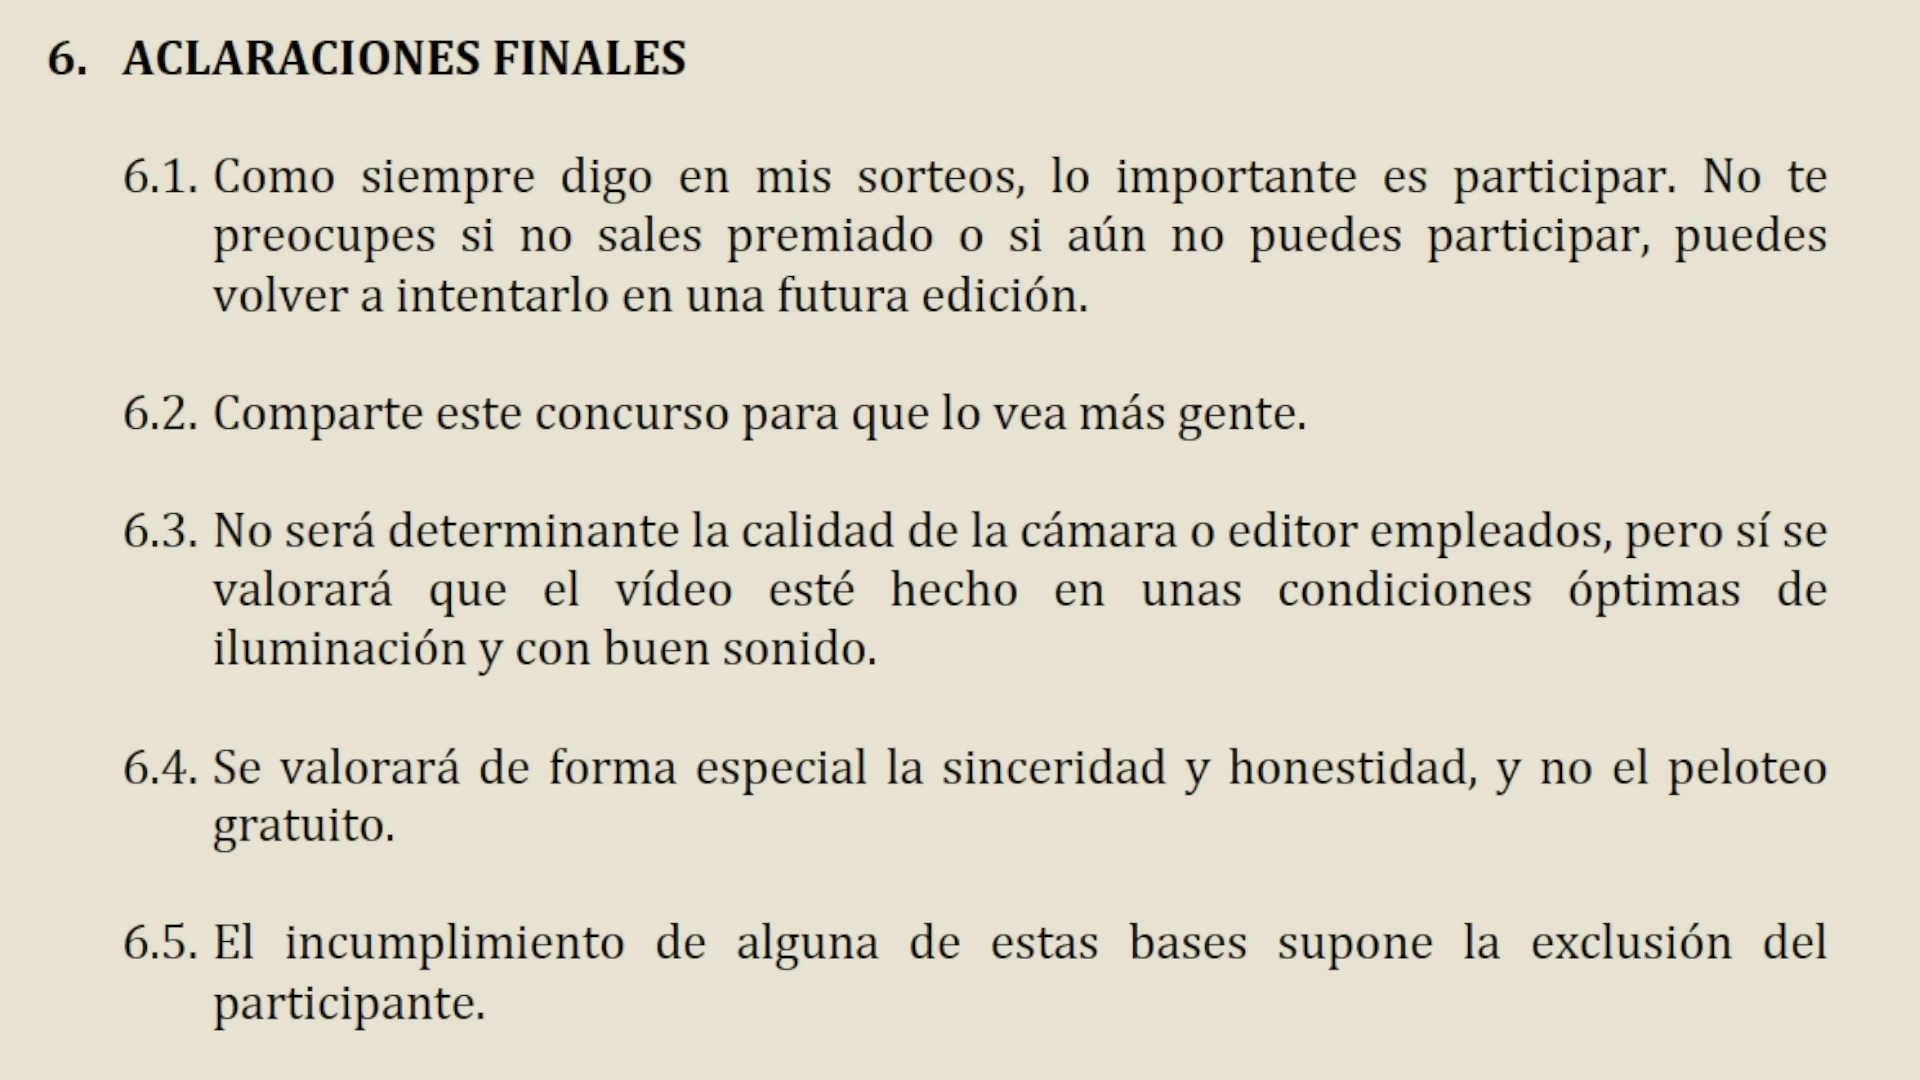 6. ACLARACIONES FINALES
6.1. Como siempre digo en mis sorteos, lo importante es participar. No te
preocupes si no sales premiado o si aún no puedes participar, puedes
volver a intentarlo en una futura edición.
6.2. Comparte este concurso para que lo vea más gente.
6.3. No será determinante la calidad de la cámara o editor empleados, pero sí se
valorará que el vídeo esté hecho en unas condiciones óptimas de
iluminación y con buen sonido.
6.4. Se valorará de forma especial la sinceridad y honestidad, y no el peloteo
gratuito.
6.5. El incumplimiento de alguna de estas bases supone la exclusión del
participante.